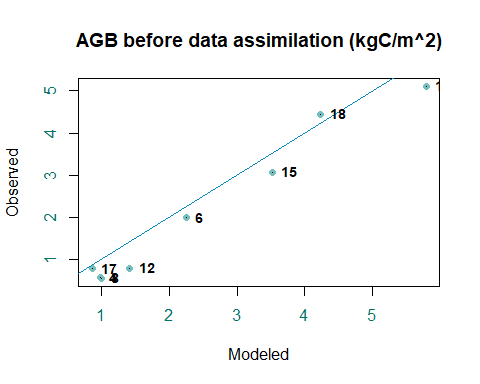 AGB before data assimilation (kgC/m^2)
5
4
3
2
1
Observed
18
15
6
17
12
1 2 3 4 5
Modeled